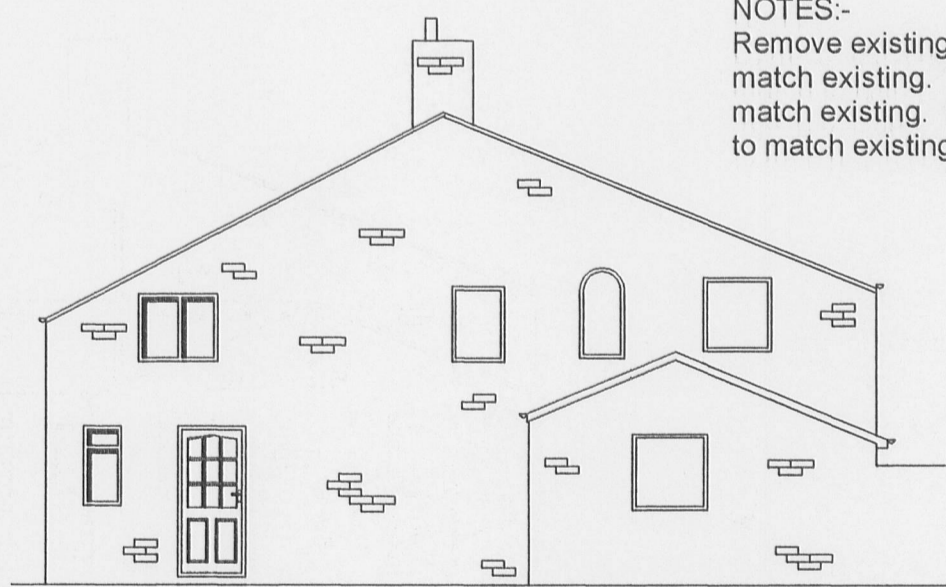 NOTES:-
Remove existing
match existing.
match existing.
to match existing